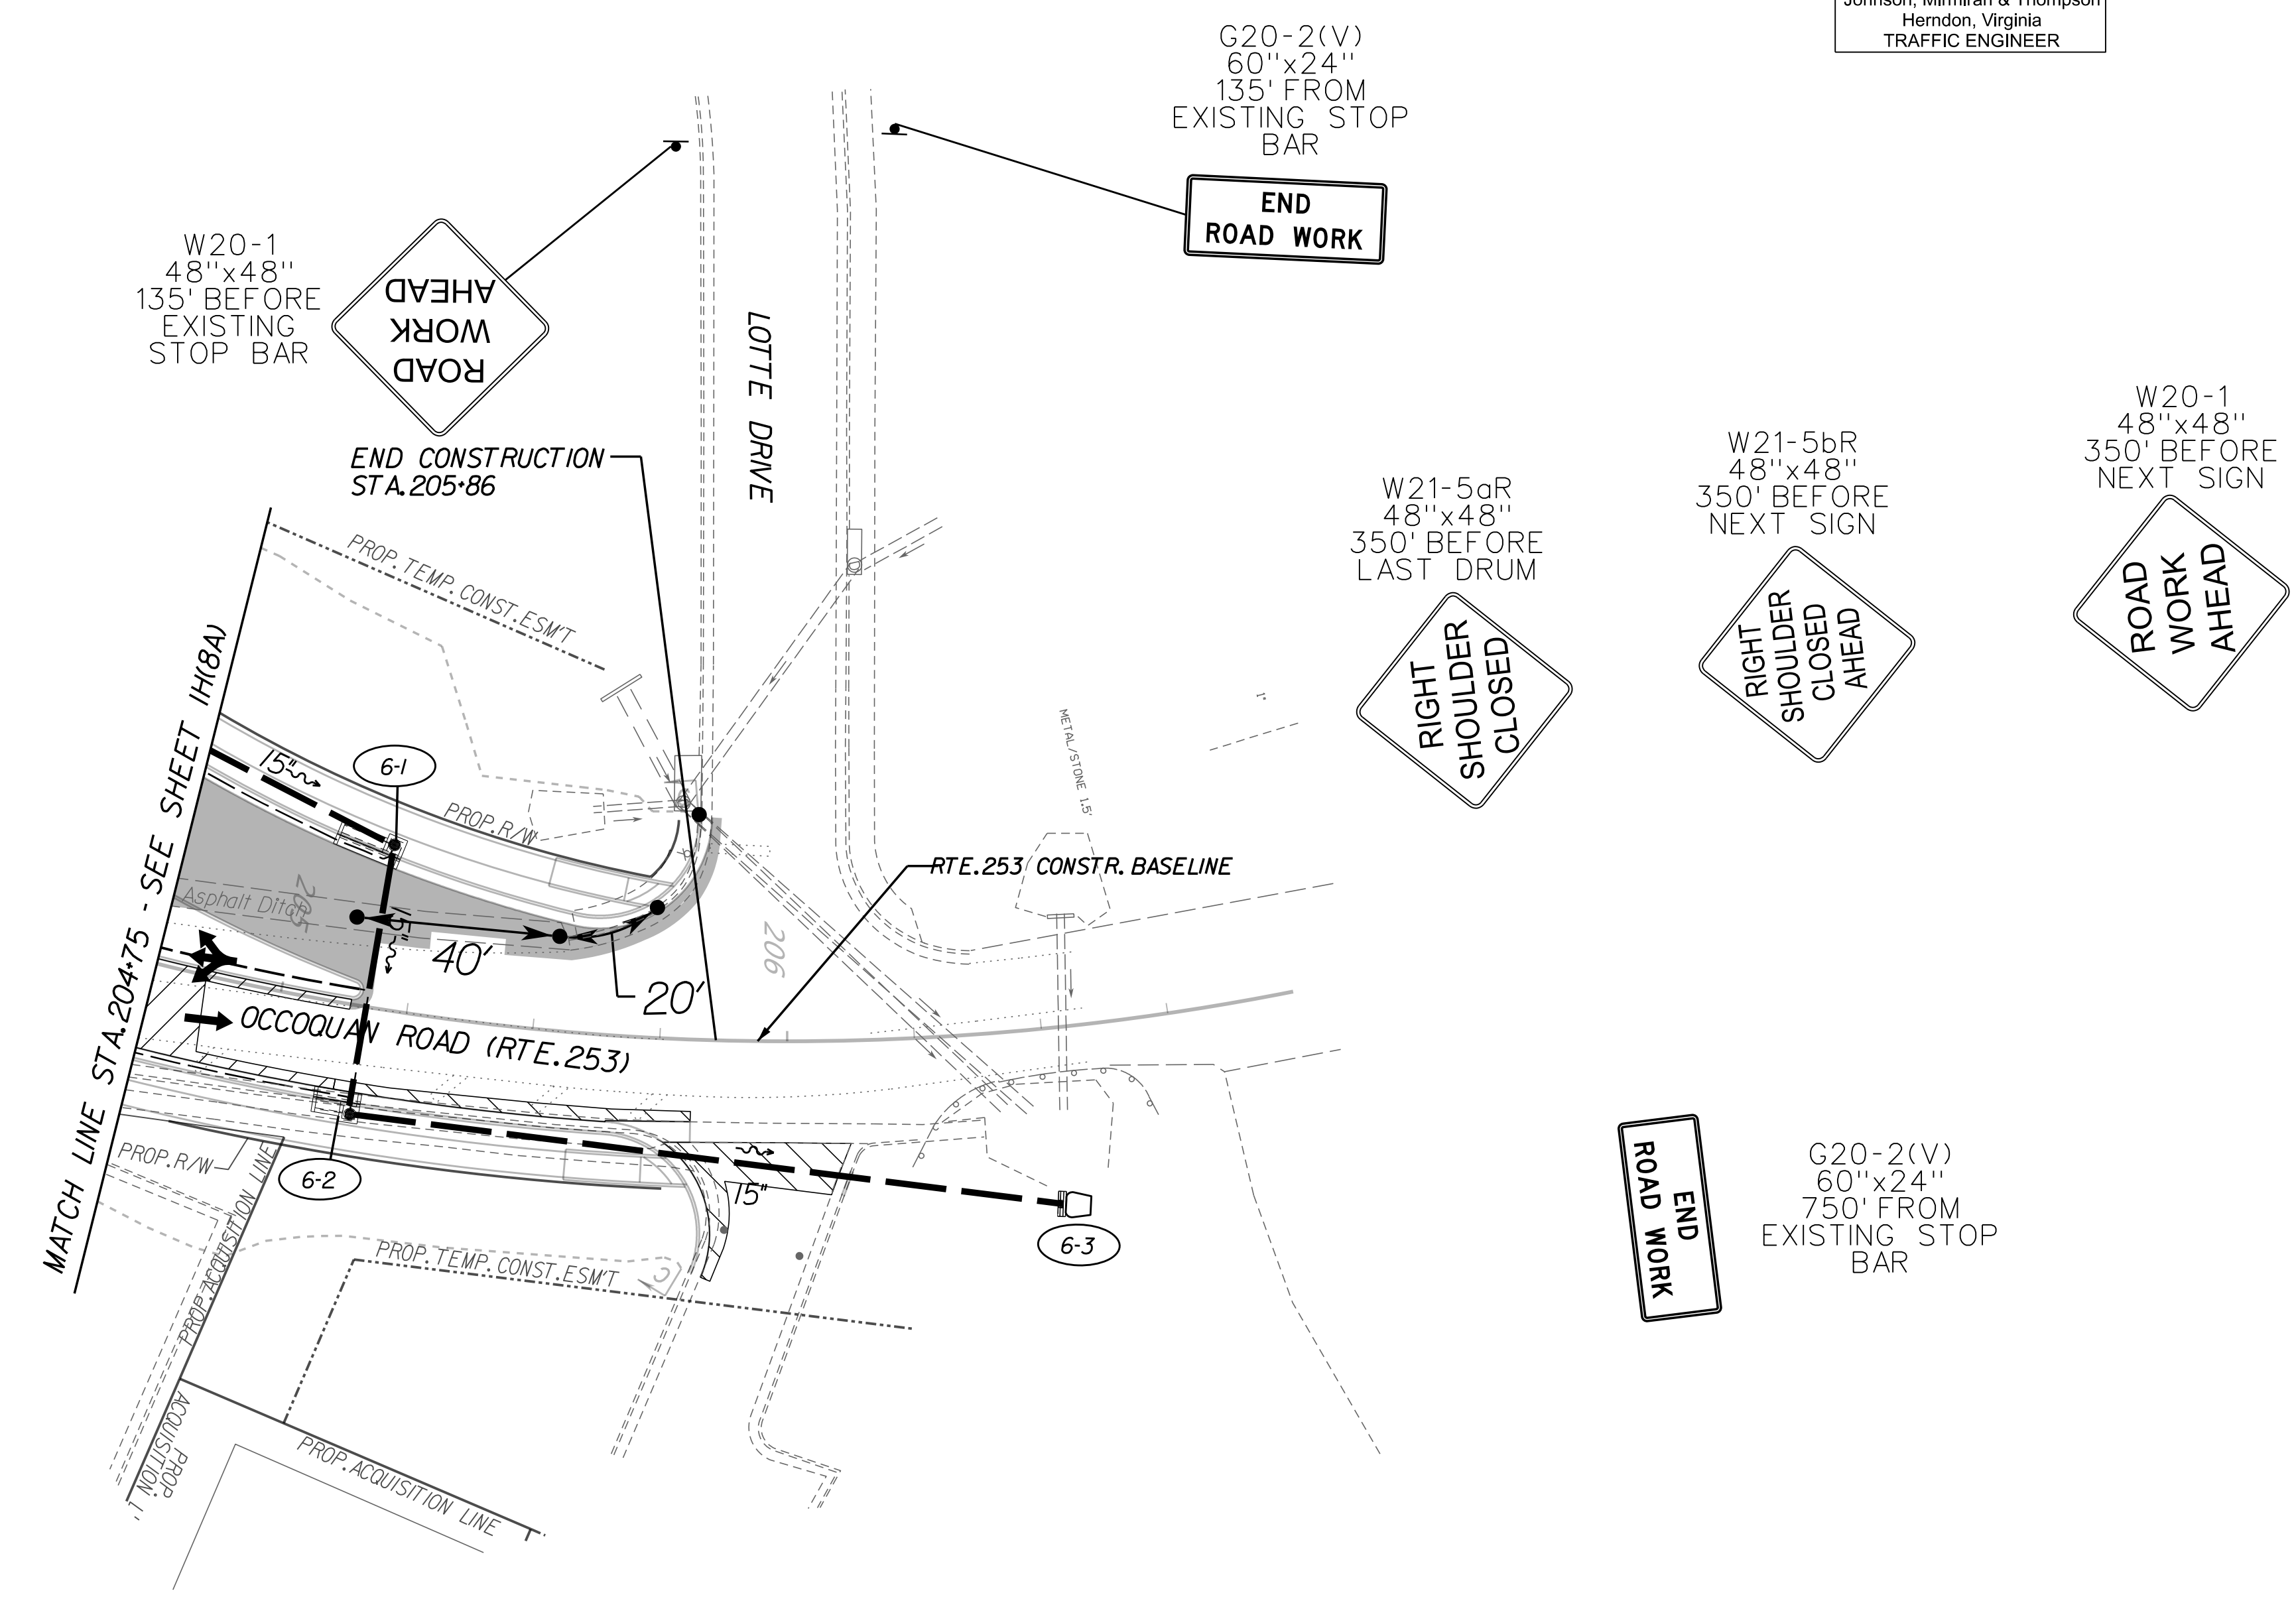 Johnson, Mirmiran & Thompson
Herndon, Virginia
TRAFFIC ENGINEER
G20-2(V)
60"x24"
135' FROM
EXISTING STOP
BAR
END
ROAD WORK
W20-1
48"x48"
135' BEFORE
EXISTING
STOP BAR
ROAD
WORK
AHEAD
LOTTE DRIVE
END CONSTRUCTION
STA. 205+86
W21-5aR
48"x48"
350' BEFORE
LAST DRUM
RIGHT
SHOULDER
CLOSED
W21-5bR
48"x48"
350' BEFORE
NEXT SIGN
RIGHT
SHOULDER
CLOSED
AHEAD
W20-1
48"x48"
350' BEFORE
NEXT SIGN
ROAD
WORK
AHEAD
PROP. TEMP. CONST. ESM'T
MATCH LINE STA. 204+75 - SEE SHEET 1H(8A)
15"
6-1
PROP. R/W
METAL/STONE 1.5'
1"
RTE. 253 CONSTR. BASELINE
Asphalt Ditch
205
15"
40'
20'
206
OCCOQUAN ROAD (RTE. 253)
PROP. R/W
6-2
15"
6-3
PROP. ACQUISITION LINE
PROP. TEMP. CONST. ESM'T
C
END
ROAD WORK
G20-2(V)
60"x24"
750' FROM
EXISTING STOP
BAR
PROP.
ACQUISITION
PROP. ACQUISITION LINE